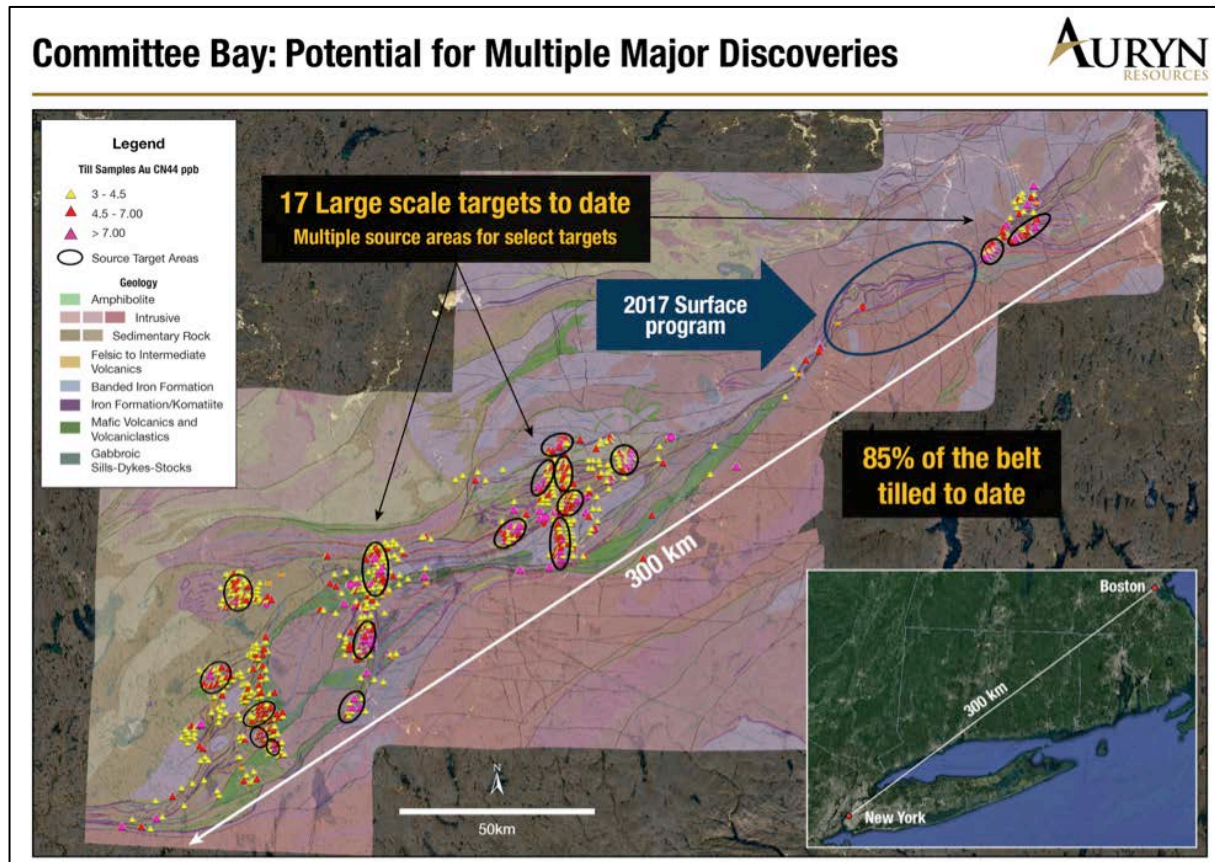 Committee Bay: Potential for Multiple Major Discoveries
AURYN
RESOURCES
Legend
Till Samples Au CN44 ppb
3 - 4.5
4.5 - 7.00
> 7.00
Source Target Areas
Geology
Amphibolite
Intrusive
Sedimentary Rock
Felsic to Intermediate
Volcanics
Banded Iron Formation
Iron Formation/Komatiite
Mafic Volcanics and
Volcaniclastics
Gabbroic
Sills-Dykes-Stocks
17 Large scale targets to date
Multiple source areas for select targets
2017 Surface
program
85% of the belt
tilled to date
300 km
N
50km
Boston
300 km
New York